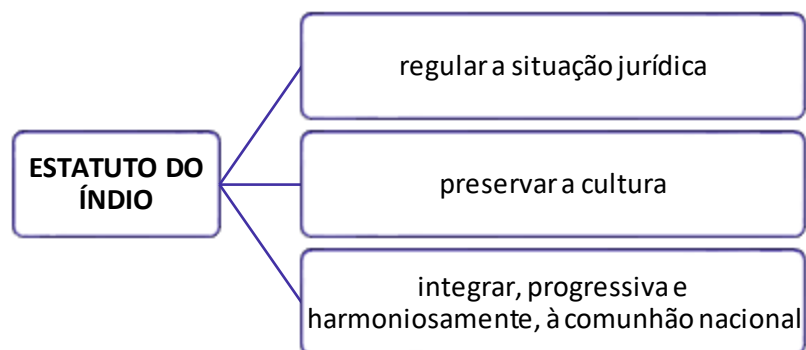 regular a situação jurídica
ESTATUTO DO
ÍNDIO
preservar a cultura
integrar, progressiva e
harmoniosamente, à comunhão nacional